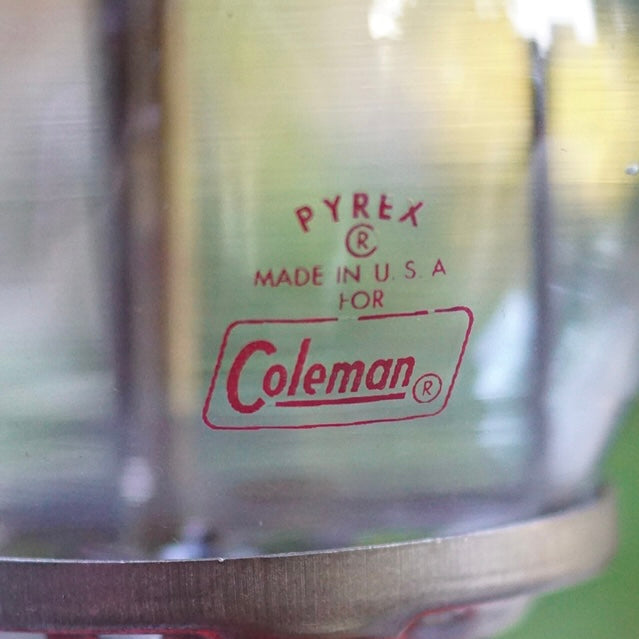 PYREX
®
MADE IN U.S.A
FOR
Coleman ®